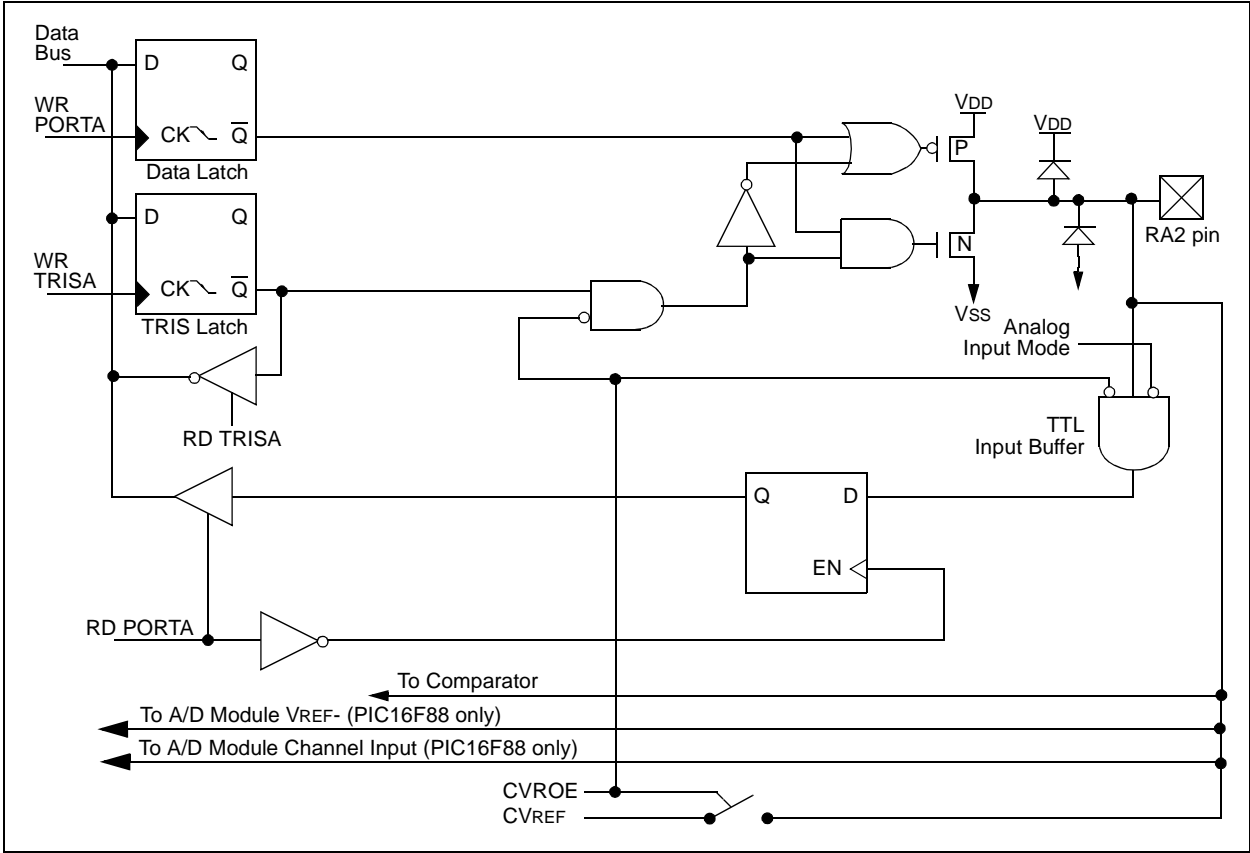 Data
Bus
D Q
WR
PORTA
CK Q
Data Latch
VDD
P
VDD
D Q
N
RA2 pin
WR
TRISA
CK Q
TRIS Latch
VSS
Analog
Input Mode
TTL
Input Buffer
RD TRISA
Q D
EN
RD PORTA
To Comparator
To A/D Module VREF- (PIC16F88 only)
To A/D Module Channel Input (PIC16F88 only)
CVROE
CVREF